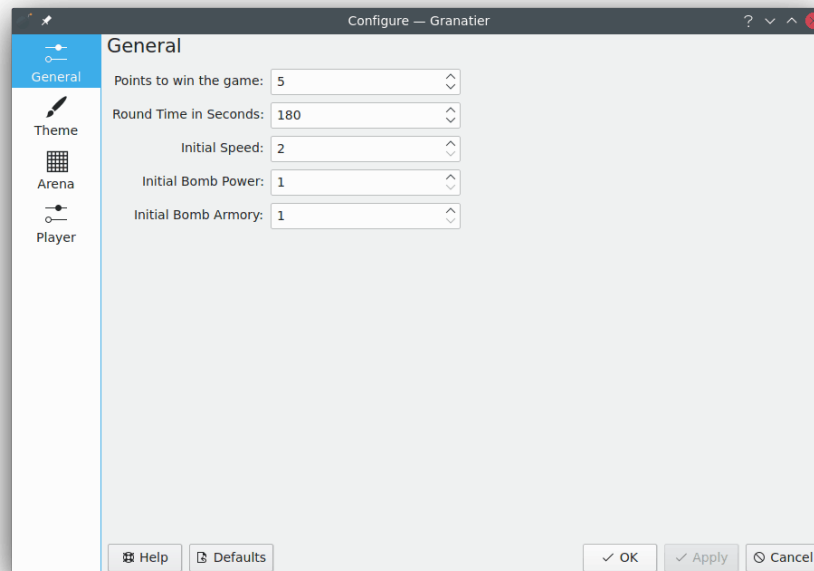 Configure — Granatier
?
General
Theme
Arena
Player
General
Points to win the game: 5
Round Time in Seconds: 180
Initial Speed: 2
Initial Bomb Power: 1
Initial Bomb Armory: 1
Help Defaults OK Apply Cancel